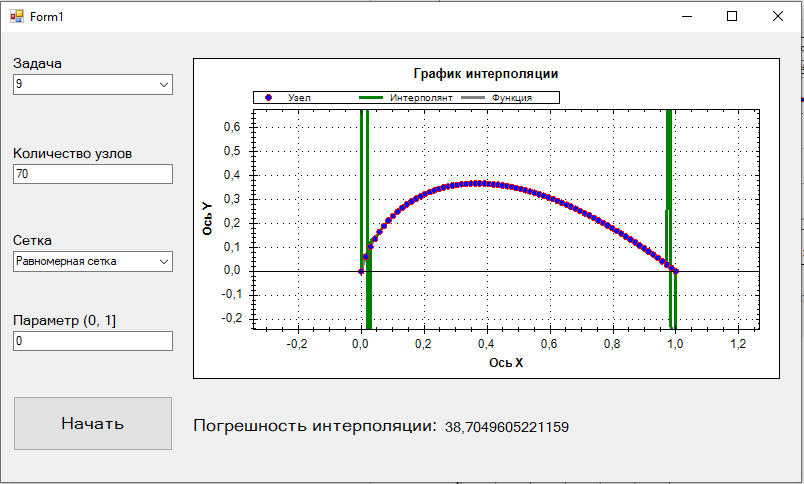 Form1
Задача
9
Количество узлов
70
Сетка
Равномерная сетка
Параметр (0, 1]
0
Начать
График интерполяции
Узел Интерполянт Функция
Ось Y
0,6
0,5
0,4
0,3
0,2
0,1
0,0
-0,1
-0,2
-0,2 0,0 0,2 0,4 0,6 0,8 1,0 1,2
Ось X
Погрешность интерполяции: 38,7049605221159